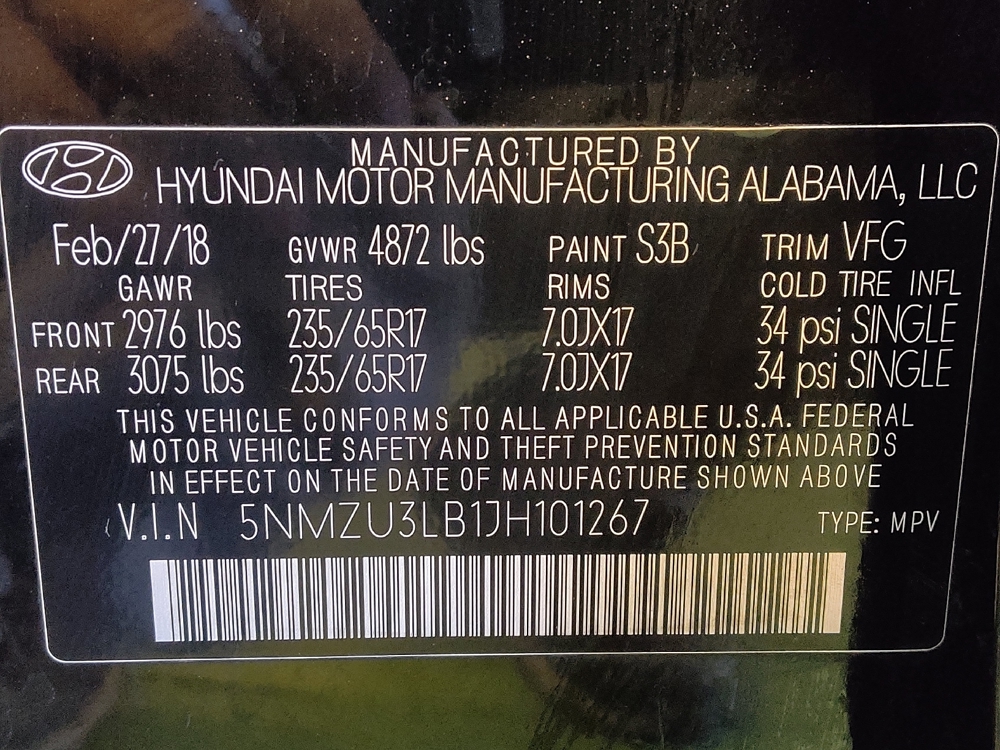 MANUFACTURED BY
HYUNDAI MOTOR MANUFACTURING ALABAMA, LLC
Feb/27/18 GVWR 4872 lbs PAINT S3B TRIM VFG
GAWR TIRES RIMS COLD TIRE INFL
FRONT 2976 lbs 235/65R17 7.0JX17 34 psi SINGLE
REAR 3075 lbs 235/65R17 7.0JX17 34 psi SINGLE
THIS VEHICLE CONFORMS TO ALL APPLICABLE U.S.A. FEDERAL
MOTOR VEHICLE SAFETY AND THEFT PREVENTION STANDARDS
IN EFFECT ON THE DATE OF MANUFACTURE SHOWN ABOVE
V.I.N 5NMZU3LB1JH101267 TYPE: MPV